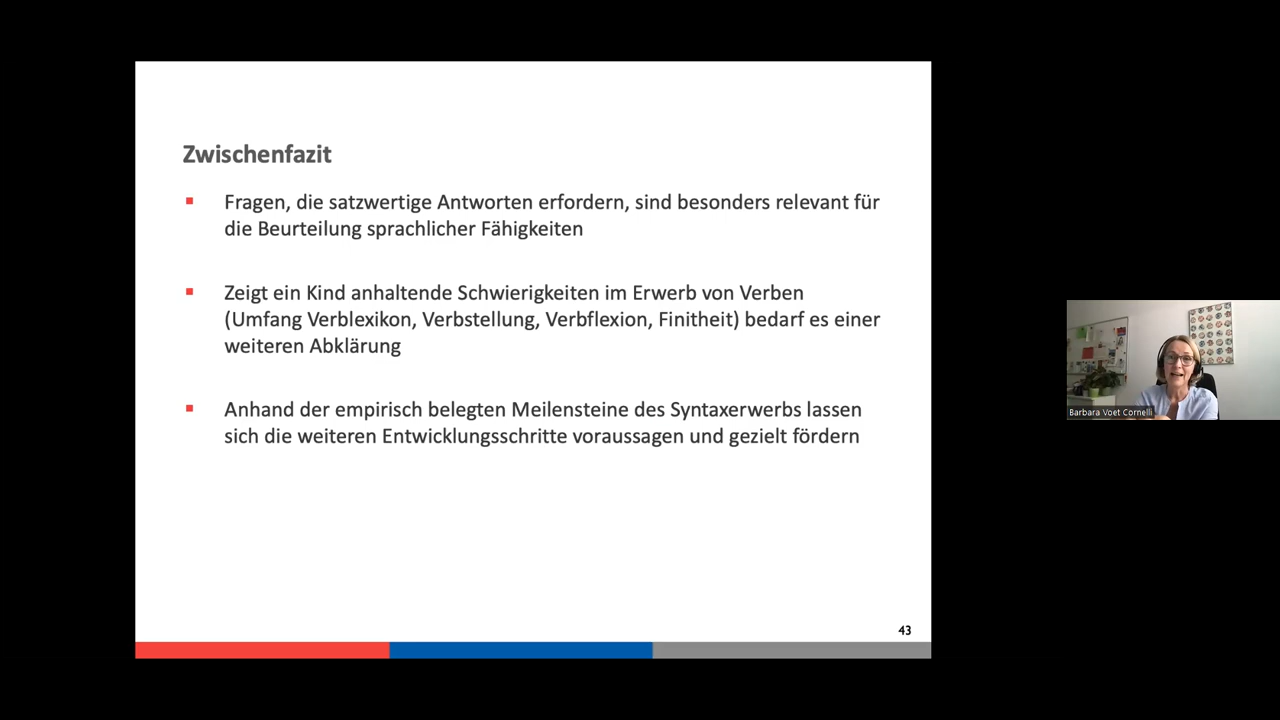 Zwischenfazit
Fragen, die satzwertige Antworten erfordern, sind besonders relevant für
die Beurteilung sprachlicher Fähigkeiten
Zeigt ein Kind anhaltende Schwierigkeiten im Erwerb von Verben
(Umfang Verblexikon, Verbstellung, Verbflexion, Finitheit) bedarf es einer
weiteren Abklärung
Anhand der empirisch belegten Meilensteine des Syntaxerwerbs lassen
sich die weiteren Entwicklungsschritte voraussagen und gezielt fördern
43
Barbara Voet Cornelli